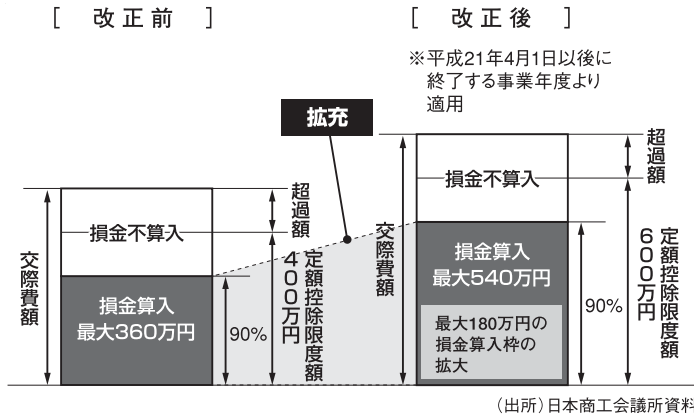 ［ 改 正 前 ］
［ 改 正 後 ］
※平成21年4月1日以後に
終了する事業年度より
適用
拡充
交際費額
損金不算入
損金算入
最大360万円
90%
超過額
定額控除限度額
400万円
交際費額
損金不算入
損金算入
最大540万円
最大180万円の
損金算入枠の
拡大
90%
超過額
定額控除限度額
600万円
（出所）日本商工会議所資料